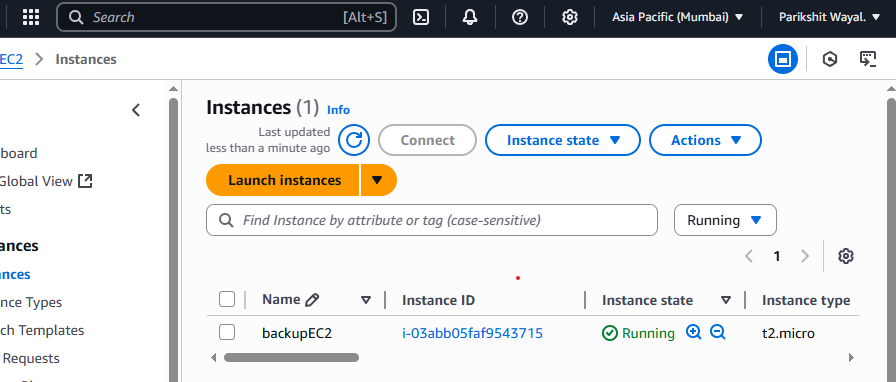 Search [Alt+S] Asia Pacific (Mumbai) Parikshit Wayal.
EC2 > Instances
Instances (1) Info
Last updated
less than a minute ago
Connect Instance state Actions
board
Global View
ts
Launch instances
Find Instance by attribute or tag (case-sensitive) Running
ances
1
ances
nce Types
ch Templates
Requests
Name Instance ID Instance state Instance type
backupEC2 i-03abb05faf9543715 Running t2.micro